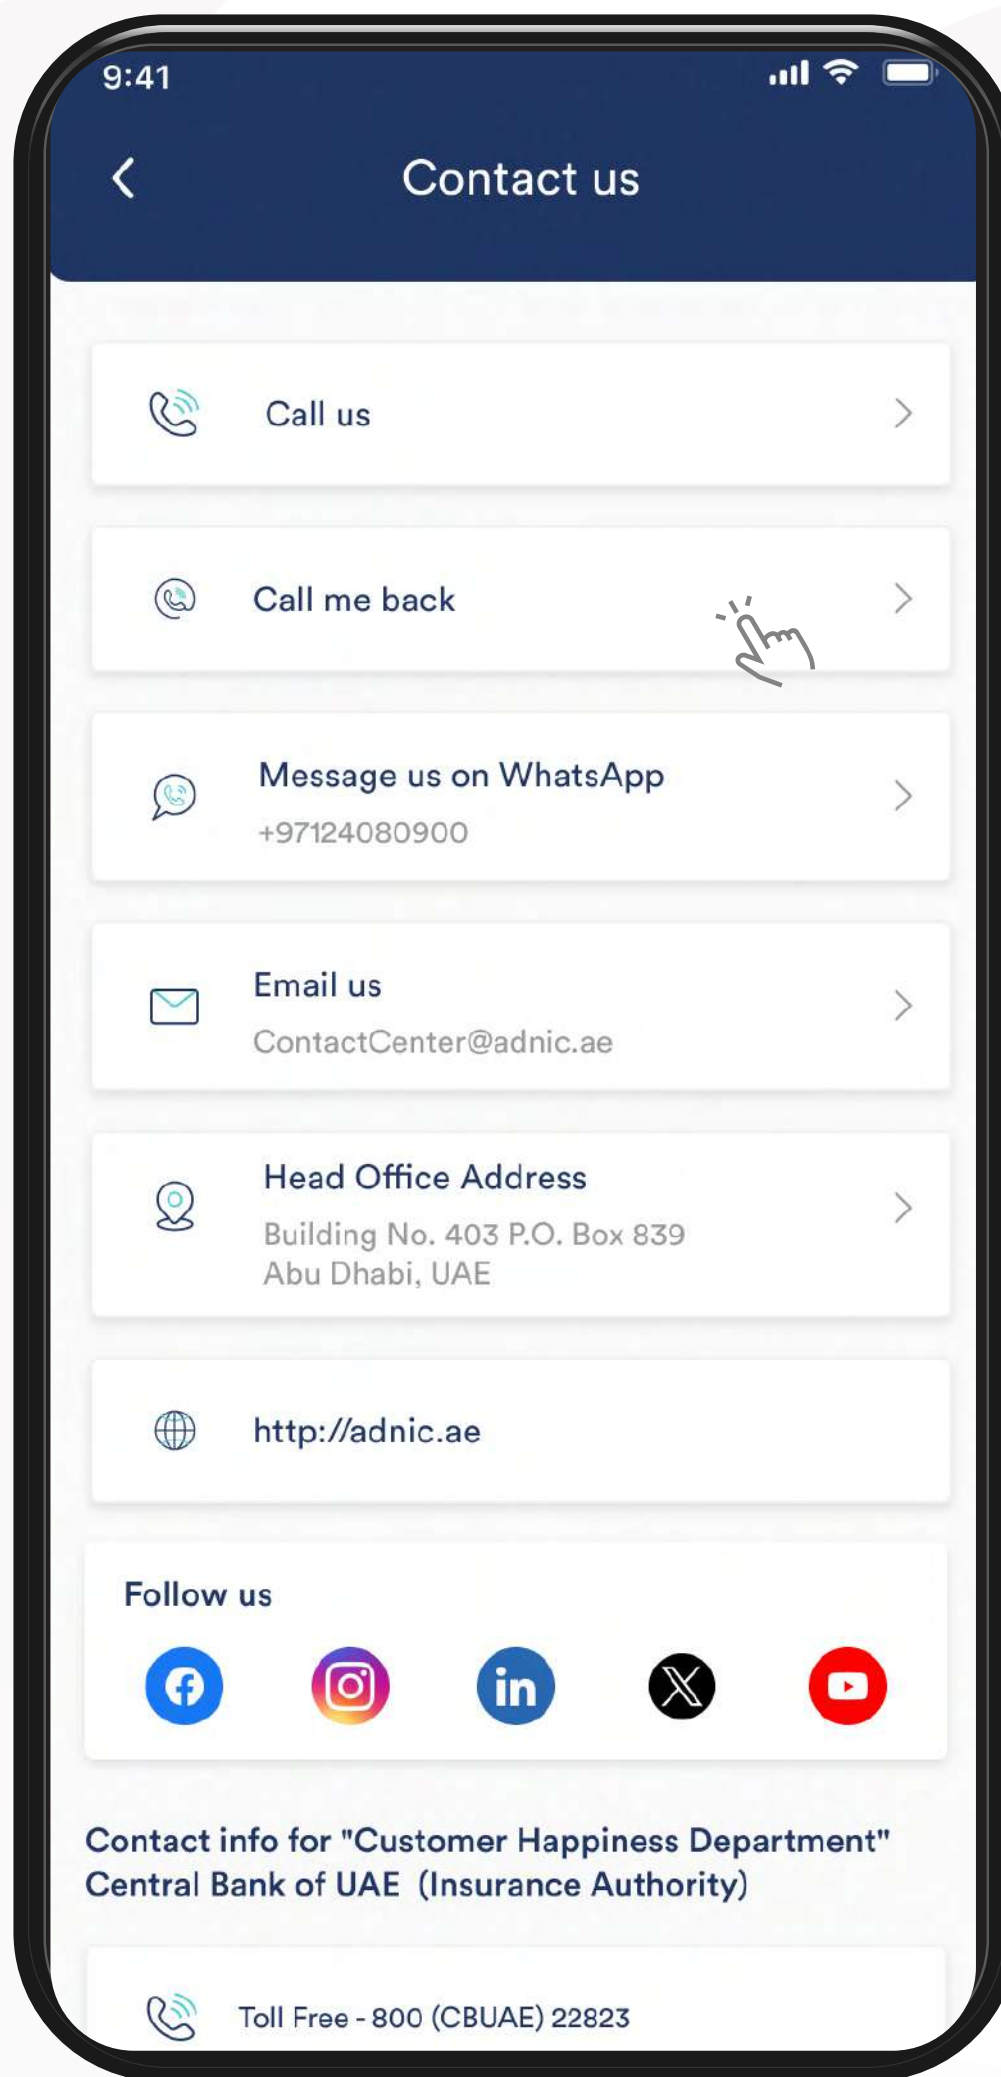 9:41
Contact us
Call us
Call me back
Message us on WhatsApp
+97124080900
Email us
ContactCenter@adnic.ae
Head Office Address
Building No. 403 P.O. Box 839
Abu Dhabi, UAE
http://adnic.ae
Follow us
in
Contact info for "Customer Happiness Department"
Central Bank of UAE (Insurance Authority)
Toll Free - 800 (CBUAE) 22823